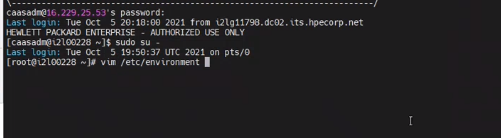 \---------------------------------------------------------------------/
caasadm@16.229.25.53's password:
Last login: Tue Oct  5 20:18:00 2021 from i2lg11798.dc02.its.hpecorp.net
HEWLETT PACKARD ENTERPRISE - AUTHORIZED USE ONLY
[caasadm@i2l00228 ~]$ sudo su -
Last login: Tue Oct  5 19:50:37 UTC 2021 on pts/0
[root@i2l00228 ~]# vim /etc/environment